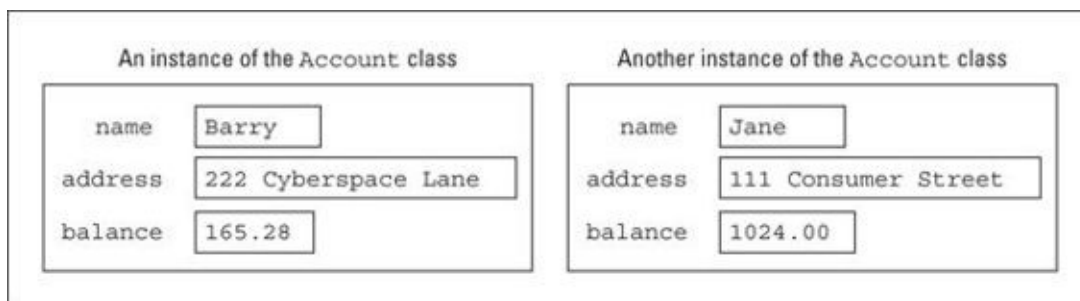 An instance of the Account class
name Barry
address 222 Cyberspace Lane
balance 165.28
Another instance of the Account class
name Jane
address 111 Consumer Street
balance 1024.00